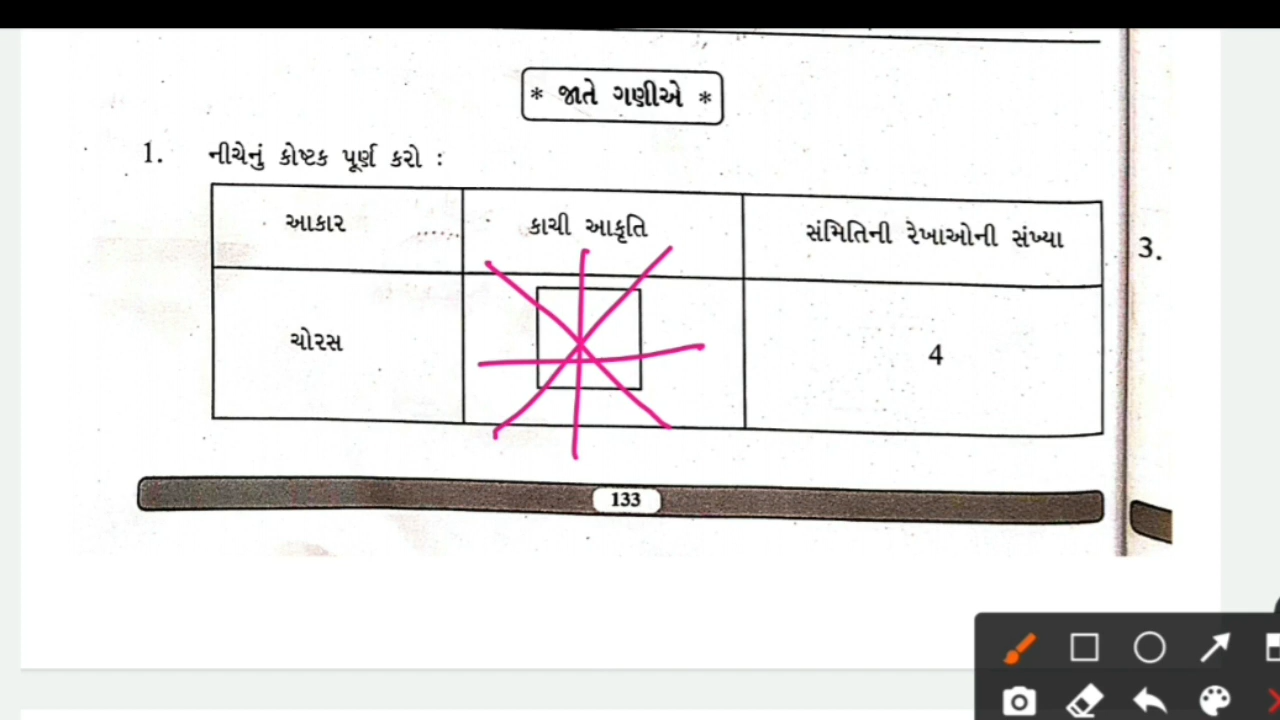 * જાતે ગણીએ *
1. નીચેનું કોષ્ટક પૂર્ણ કરો :
આકાર કાચી આકૃતિ સંમિતિની રેખાઓની સંખ્યા
3.
ચોરસ 4
133